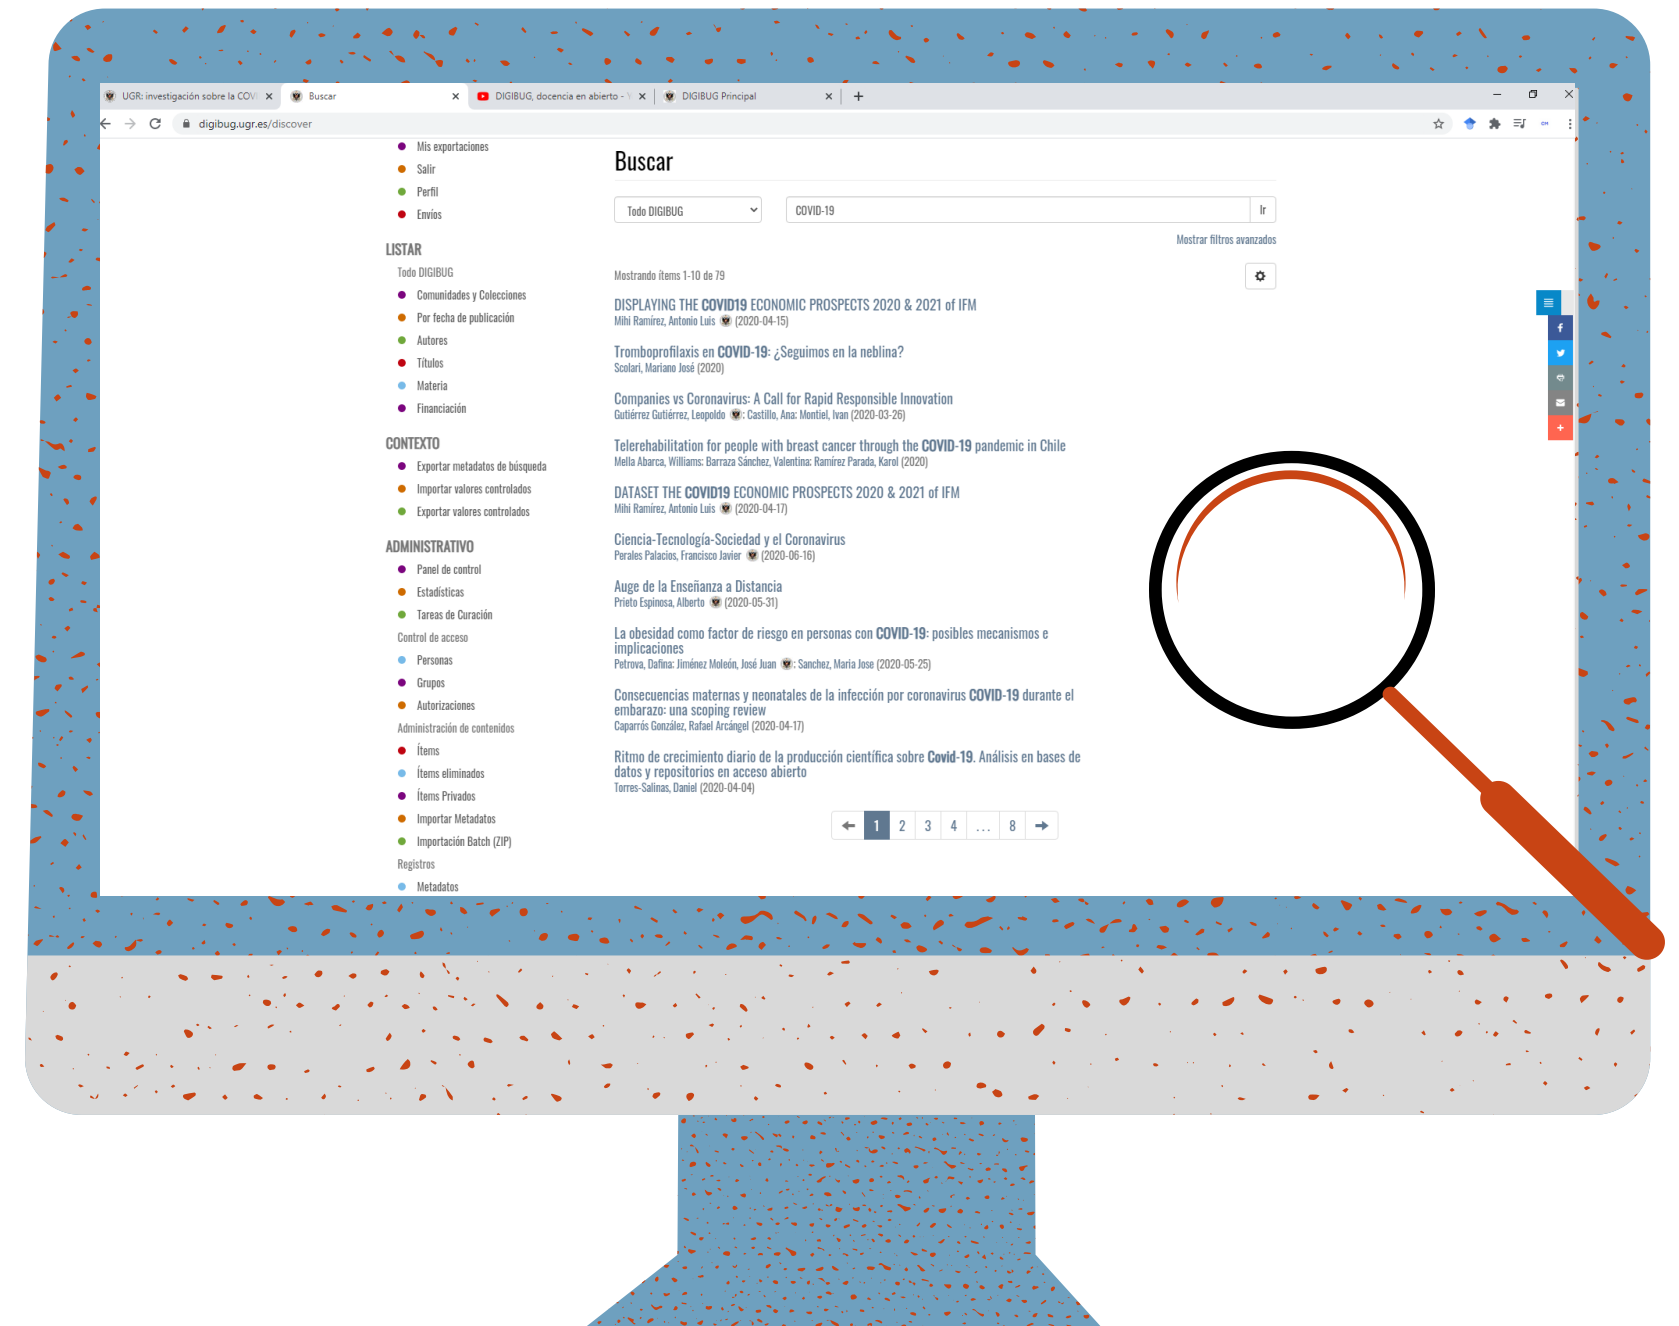 UGR: investigación sobre la COVI
Buscar
DIGIBUG, docencia en abierto - Y
DIGIBUG Principal
digibug.ugr.es/discover
Mis exportaciones
Salir
Perfil
Envíos
LISTAR
Todo DIGIBUG
Comunidades y Colecciones
Por fecha de publicación
Autores
Títulos
Materia
Financiación
CONTEXTO
Exportar metadatos de búsqueda
Importar valores controlados
Exportar valores controlados
ADMINISTRATIVO
Panel de control
Estadísticas
Tareas de Curación
Control de acceso
Personas
Grupos
Autorizaciones
Administración de contenidos
Ítems
Ítems eliminados
Ítems Privados
Importar Metadatos
Importación Batch (ZIP)
Registros
Metadatos
Buscar
Todo DIGIBUG
COVID-19
Ir
Mostrar filtros avanzados
Mostrando ítems 1-10 de 79
DISPLAYING THE COVID19 ECONOMIC PROSPECTS 2020 & 2021 of IFM
Mihi Ramírez, Antonio Luis (2020-04-15)
Tromboprofilaxis en COVID-19: ¿Seguimos en la neblina?
Scolari, Mariano José (2020)
Companies vs Coronavirus: A Call for Rapid Responsible Innovation
Gutiérrez Gutiérrez, Leopoldo ; Castillo, Ana; Montiel, Ivan (2020-03-26)
Telerehabilitation for people with breast cancer through the COVID-19 pandemic in Chile
Mella Abarca, Williams; Barraza Sánchez, Valentina; Ramírez Parada, Karol (2020)
DATASET THE COVID19 ECONOMIC PROSPECTS 2020 & 2021 of IFM
Mihi Ramírez, Antonio Luis (2020-04-17)
Ciencia-Tecnología-Sociedad y el Coronavirus
Perales Palacios, Francisco Javier (2020-06-16)
Auge de la Enseñanza a Distancia
Prieto Espinosa, Alberto (2020-05-31)
La obesidad como factor de riesgo en personas con COVID-19: posibles mecanismos e
implicaciones
Petrova, Dafina; Jiménez Moleón, José Juan ; Sanchez, Maria Jose (2020-05-25)
Consecuencias maternas y neonatales de la infección por coronavirus COVID-19 durante el
embarazo: una scoping review
Caparrós González, Rafael Arcángel (2020-04-17)
Ritmo de crecimiento diario de la producción científica sobre Covid-19. Análisis en bases de
datos y repositorios en acceso abierto
Torres-Salinas, Daniel (2020-04-04)
1 2 3 4 ... 8